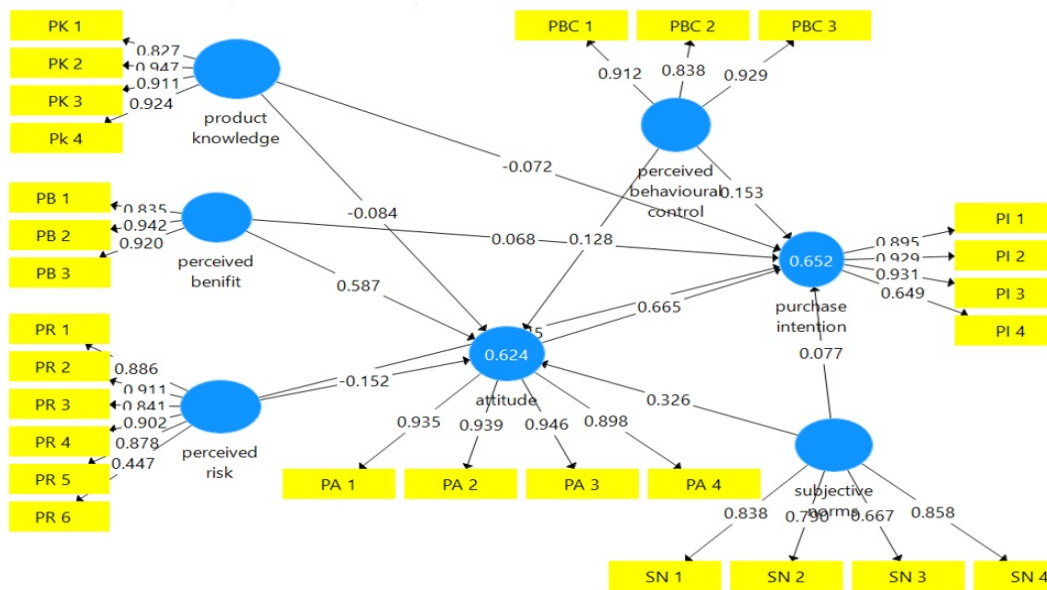 PK 1
PK 2
PK 3
Pk 4
0.827
0.947
0.911
0.924
product
knowledge
PBC 1
PBC 2
PBC 3
0.912
0.838
0.929
perceived
behavioural
control
-0.072
0.153
-0.084
0.128
PB 1
PB 2
PB 3
0.835
0.942
0.920
perceived
benifit
0.068
0.587
0.652
purchase
intention
PI 1
PI 2
PI 3
PI 4
0.895
0.929
0.931
0.649
PR 1
PR 2
PR 3
PR 4
PR 5
PR 6
0.886
0.911
0.841
0.902
0.878
0.447
perceived
risk
-0.152
0.665
0.624
attitude
0.077
0.326
0.935
0.939
0.946
0.898
PA 1
PA 2
PA 3
PA 4
subjective
norms
0.838
0.790
0.667
0.858
SN 1
SN 2
SN 3
SN 4